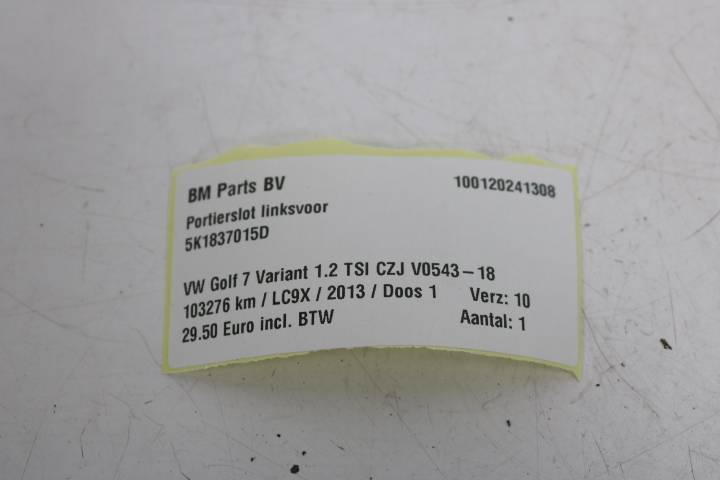 BM Parts BV 100120241308
Portierslot linksvoor
5K1837015D
VW Golf 7 Variant 1.2 TSI CZJ V0543-18
103276 km / LC9X / 2013 / Doos 1 Verz: 10
29.50 Euro incl. BTW Aantal: 1